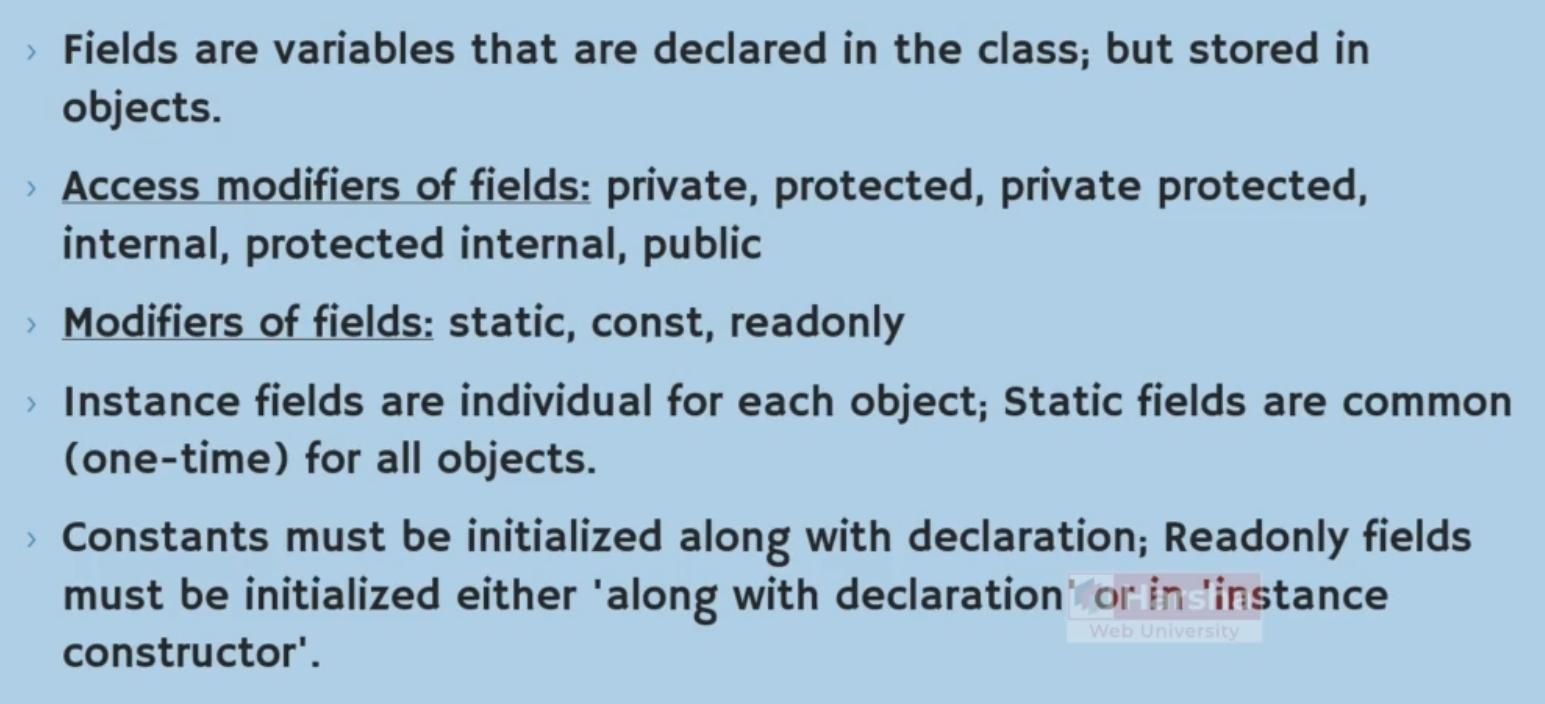 › Fields are variables that are declared in the class; but stored in
objects.
› Access modifiers of fields: private, protected, private protected,
internal, protected internal, public
› Modifiers of fields: static, const, readonly
› Instance fields are individual for each object; Static fields are common
(one-time) for all objects.
› Constants must be initialized along with declaration; Readonly fields
must be initialized either 'along with declaration' or in 'instance
constructor'.
Harsha
Web University